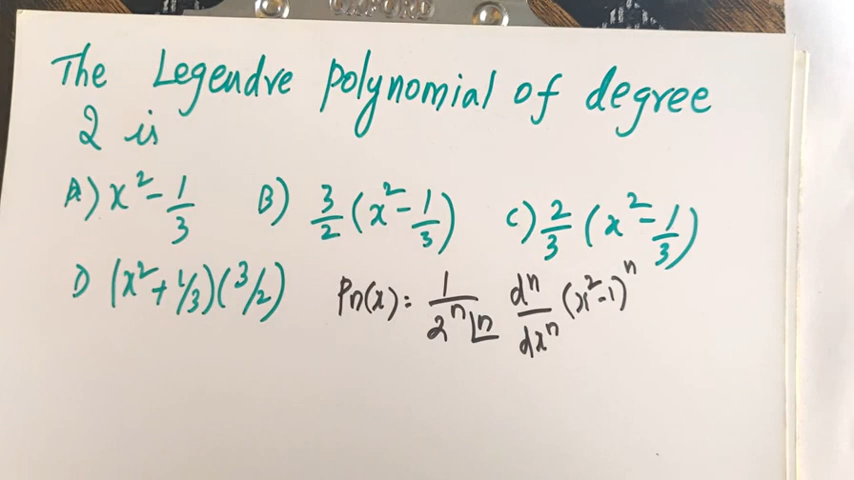 OXFORD
The Legendre polynomial of degree
2 is
A) x² - 1/3 B) 3/2 (x² - 1/3) C) 2/3 (x² - 1/3)
D (x² + 1/3)(3/2) Pn(x) = 1/(2ⁿ |n) dⁿ/dxⁿ (x² - 1)ⁿ